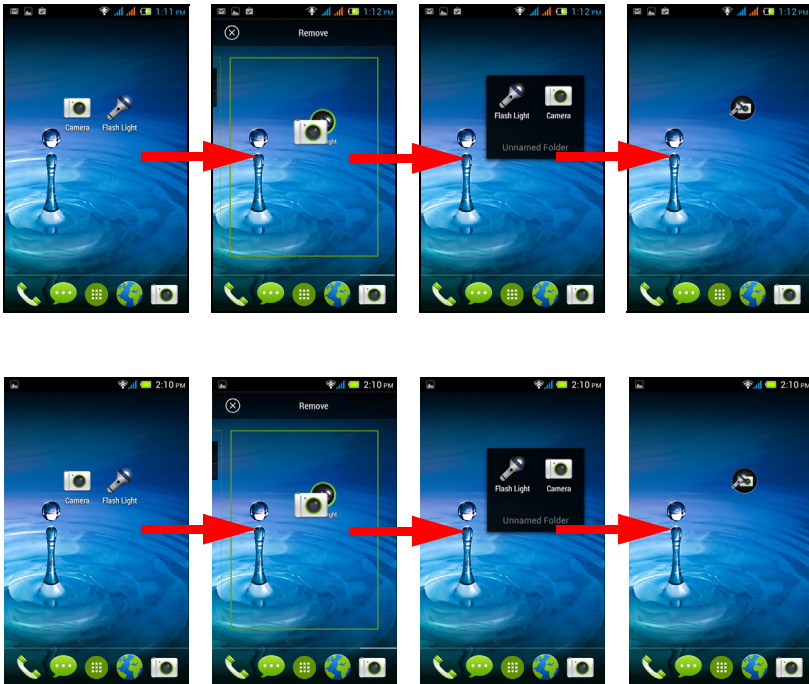 1:11 PM
1:12 PM
1:12 PM
1:12 PM
Remove
Camera
Flash Light
Flash Light
Camera
Unnamed Folder
2:10 PM
2:10 PM
2:10 PM
2:10 PM
Remove
Camera
Flash Light
Flash Light
Camera
Unnamed Folder